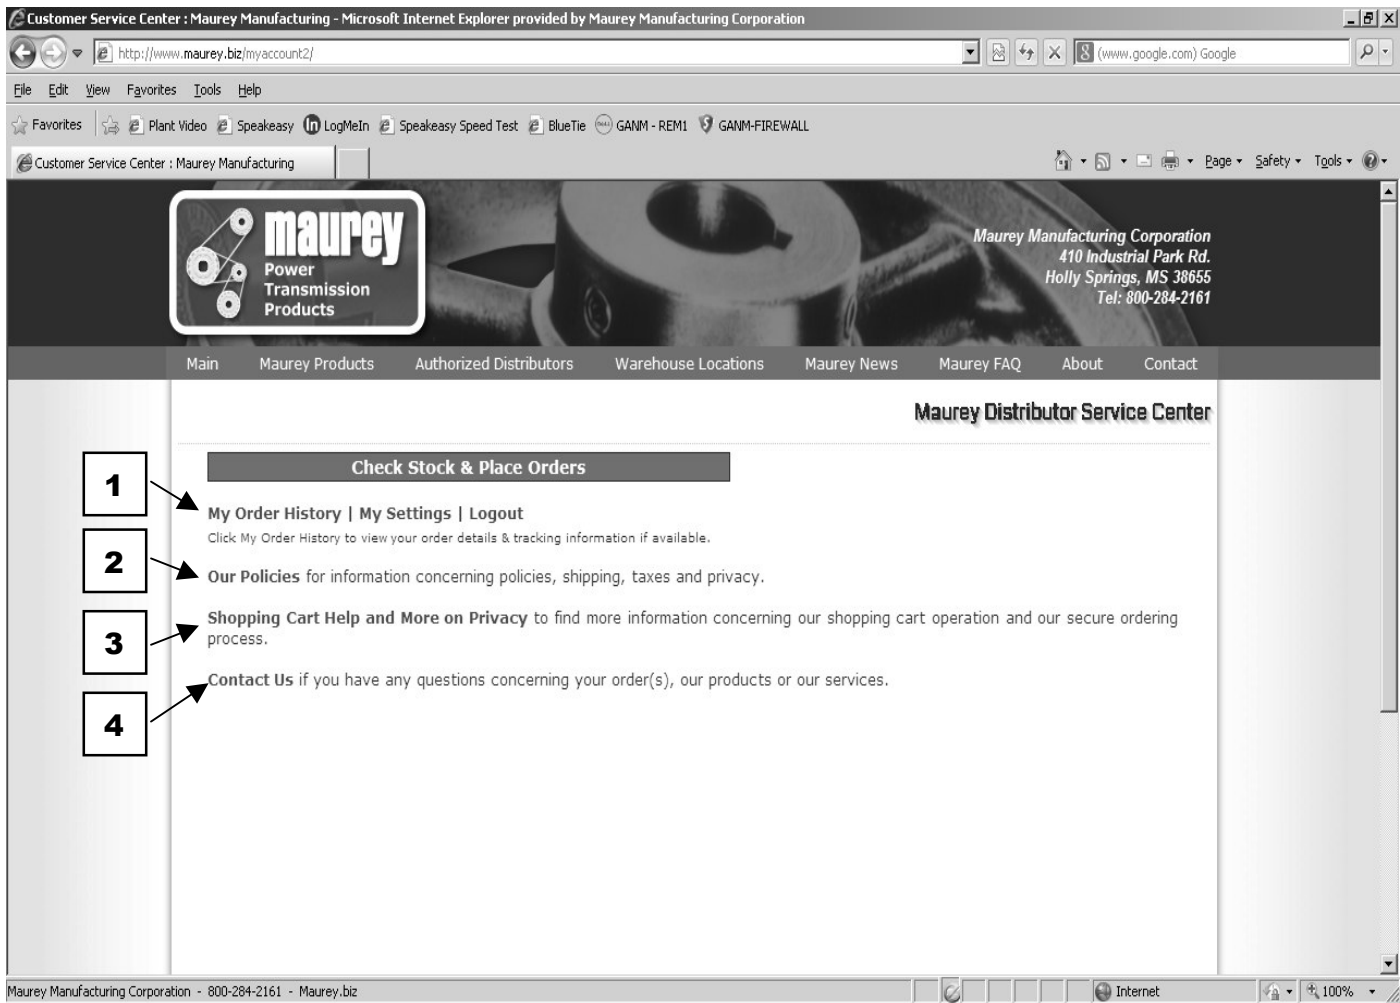 Customer Service Center : Maurey Manufacturing - Microsoft Internet Explorer provided by Maurey Manufacturing Corporation
http://www.maurey.biz/myaccount2/
(www.google.com) Google
File Edit View Favorites Tools Help
Favorites Plant Video Speakeasy LogMeIn Speakeasy Speed Test BlueTie GANM - REM1 GANM-FIREWALL
Customer Service Center : Maurey Manufacturing
Page Safety Tools
maurey
Power
Transmission
Products
Maurey Manufacturing Corporation
410 Industrial Park Rd.
Holly Springs, MS 38655
Tel: 800-284-2161
Main Maurey Products Authorized Distributors Warehouse Locations Maurey News Maurey FAQ About Contact
Maurey Distributor Service Center
Check Stock & Place Orders
1
My Order History | My Settings | Logout
Click My Order History to view your order details & tracking information if available.
2
Our Policies for information concerning policies, shipping, taxes and privacy.
3
Shopping Cart Help and More on Privacy to find more information concerning our shopping cart operation and our secure ordering
process.
4
Contact Us if you have any questions concerning your order(s), our products or our services.
Maurey Manufacturing Corporation - 800-284-2161 - Maurey.biz
Internet
100%